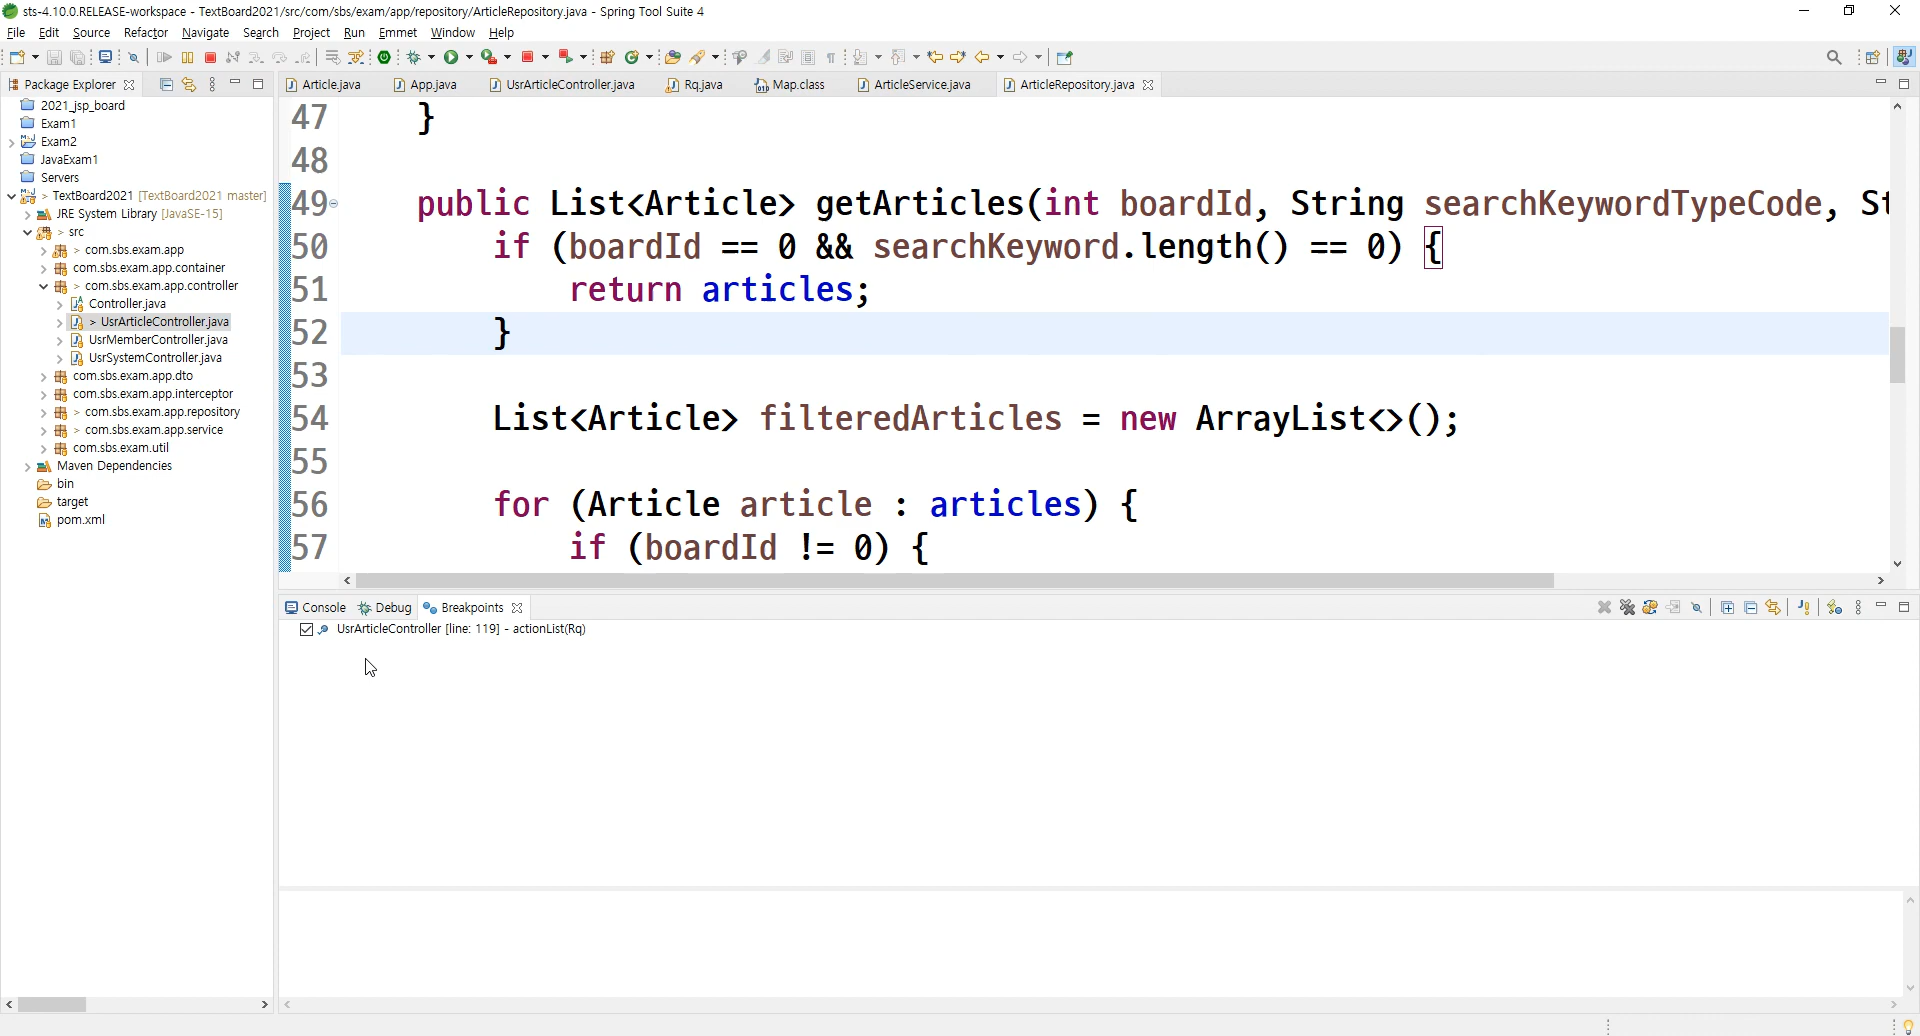 sts-4.10.0.RELEASE-workspace - TextBoard2021/src/com/sbs/exam/app/repository/ArticleRepository.java - Spring Tool Suite 4
File Edit Source Refactor Navigate Search Project Run Emmet Window Help
Package Explorer
2021_jsp_board
Exam1
Exam2
JavaExam1
Servers
> TextBoard2021 [TextBoard2021 master]
JRE System Library [JavaSE-15]
> src
> com.sbs.exam.app
com.sbs.exam.app.container
> com.sbs.exam.app.controller
Controller.java
> UsrArticleController.java
UsrMemberController.java
UsrSystemController.java
com.sbs.exam.app.dto
com.sbs.exam.app.interceptor
> com.sbs.exam.app.repository
> com.sbs.exam.app.service
com.sbs.exam.util
Maven Dependencies
bin
target
pom.xml
Article.java App.java UsrArticleController.java Rq.java Map.class ArticleService.java ArticleRepository.java
47 }
48
49 public List<Article> getArticles(int boardId, String searchKeywordTypeCode, St
50 if (boardId == 0 && searchKeyword.length() == 0) {
51 return articles;
52 }
53
54 List<Article> filteredArticles = new ArrayList<>();
55
56 for (Article article : articles) {
57 if (boardId != 0) {
Console Debug Breakpoints
UsrArticleController [line: 119] - actionList(Rq)